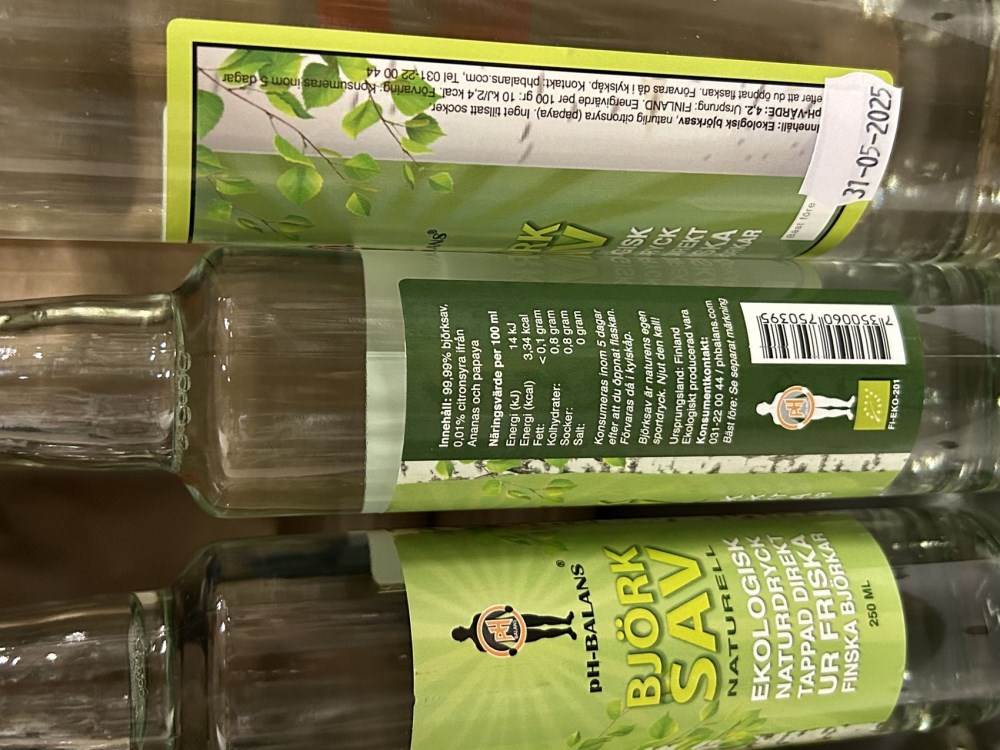 Innehåll: Ekologisk björksav, naturlig citronsyra (papaya). Inget tillsatt socker.
pH-VÄRDE: 4.2. Ursprung: FINLAND. Energivärde per 100 gr: 10 kJ/2.4 kcal. Förvaring: Konsumeras inom 5 dagar
efter att du öppnat flaskan. Förvaras då i kylskåp. Kontakt: phbalans.com, Tel 031-22 00 44
Bäst före
31-05-2025
Innehåll: 99,99% björksav,
0,01% citronsyra ifrån
Ananas och papaya
Näringsvärde per 100 ml
Energi (kJ) 14 kJ
Energi (kcal) 3,34 kcal
Fett: < 0,1 gram
Kolhydrater: 0,8 gram
Socker: 0,8 gram
Salt: 0 gram
Konsumeras inom 5 dagar
efter att du öppnat flaskan.
Förvaras då i kylskåp.
Björksav är naturens egen
sportdryck. Njut den kall!
Ursprungsland: Finland
Ekologiskt producerad vara
Konsumentkontakt:
031-22 00 44 / phbalans.com
Bäst före: Se separat märkning
7 350060 750395
PH
FI-EKO-201
PH
BALANS
pH-BALANS®
BJÖRK
SAV
NATURELL
EKOLOGISK
NATURDRYCK
TAPPAD DIREKT
UR FRISKA
FINSKA BJÖRKAR
250 ML